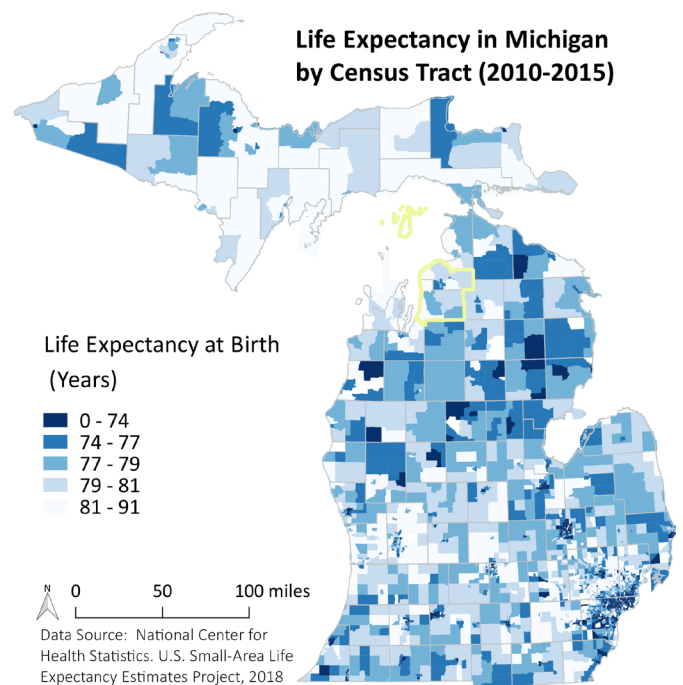 Life Expectancy in Michigan
by Census Tract (2010-2015)
Life Expectancy at Birth
(Years)
0 - 74
74 - 77
77 - 79
79 - 81
81 - 91
N
0 50 100 miles
Data Source: National Center for
Health Statistics. U.S. Small-Area Life
Expectancy Estimates Project, 2018